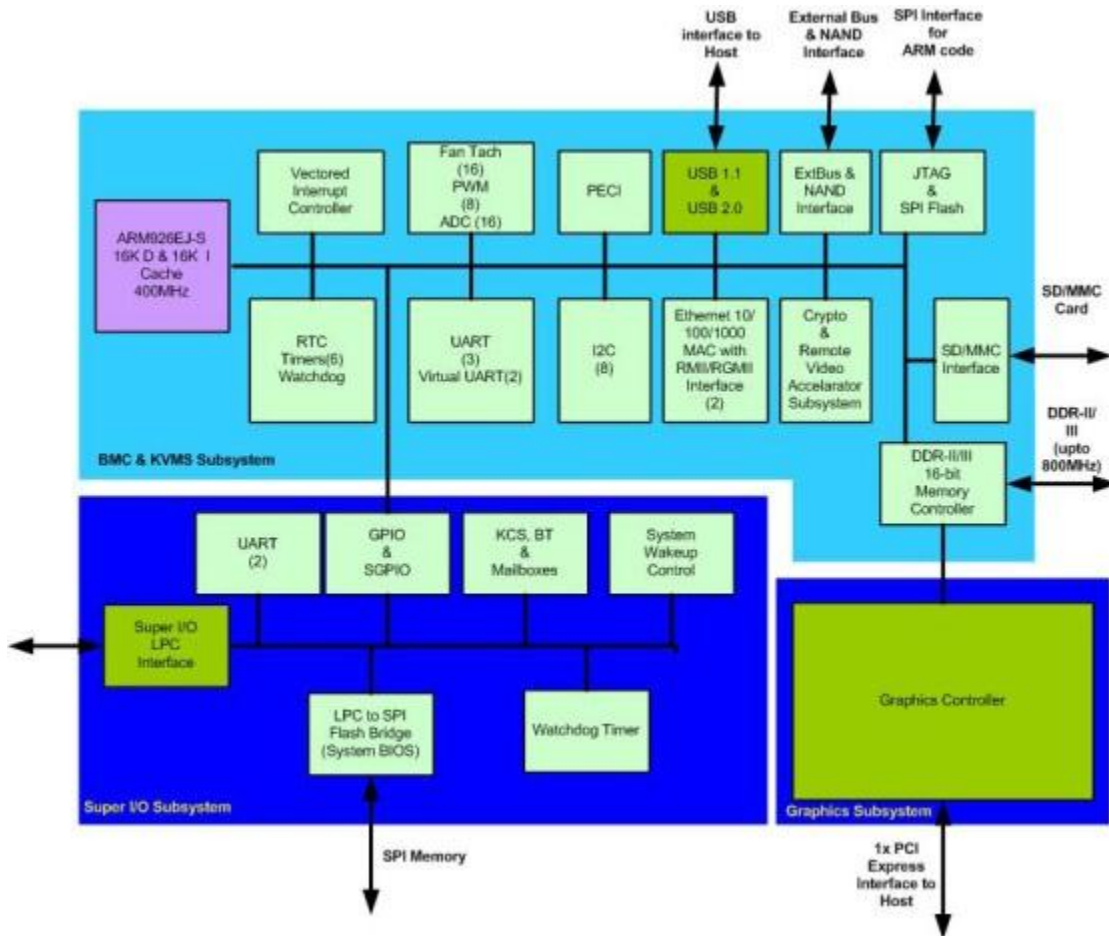 USB
interface to
Host
External Bus
& NAND
Interface
SPI Interface
for
ARM code
Vectored
Interrupt
Controller
Fan Tach
(16)
PWM
(8)
ADC (16)
PECI
USB 1.1
&
USB 2.0
ExtBus &
NAND
Interface
JTAG
&
SPI Flash
ARM926EJ-S
16K D & 16K I
Cache
400MHz
RTC
Timers(6)
Watchdog
UART
(3)
Virtual UART(2)
I2C
(8)
Ethernet 10/
100/1000
MAC with
RMII/RGMII
Interface
(2)
Crypto
&
Remote
Video
Accelarator
Subsystem
SD/MMC
Interface
SD/MMC
Card
DDR-II/
III
(upto
800MHz)
BMC & KVMS Subsystem
DDR-II/III
16-bit
Memory
Controller
UART
(2)
GPIO
&
SGPIO
KCS, BT
&
Mailboxes
System
Wakeup
Control
Super I/O
LPC
Interface
LPC to SPI
Flash Bridge
(System BIOS)
Watchdog Timer
Super I/O Subsystem
Graphics Controller
Graphics Subsystem
SPI Memory
1x PCI
Express
Interface to
Host